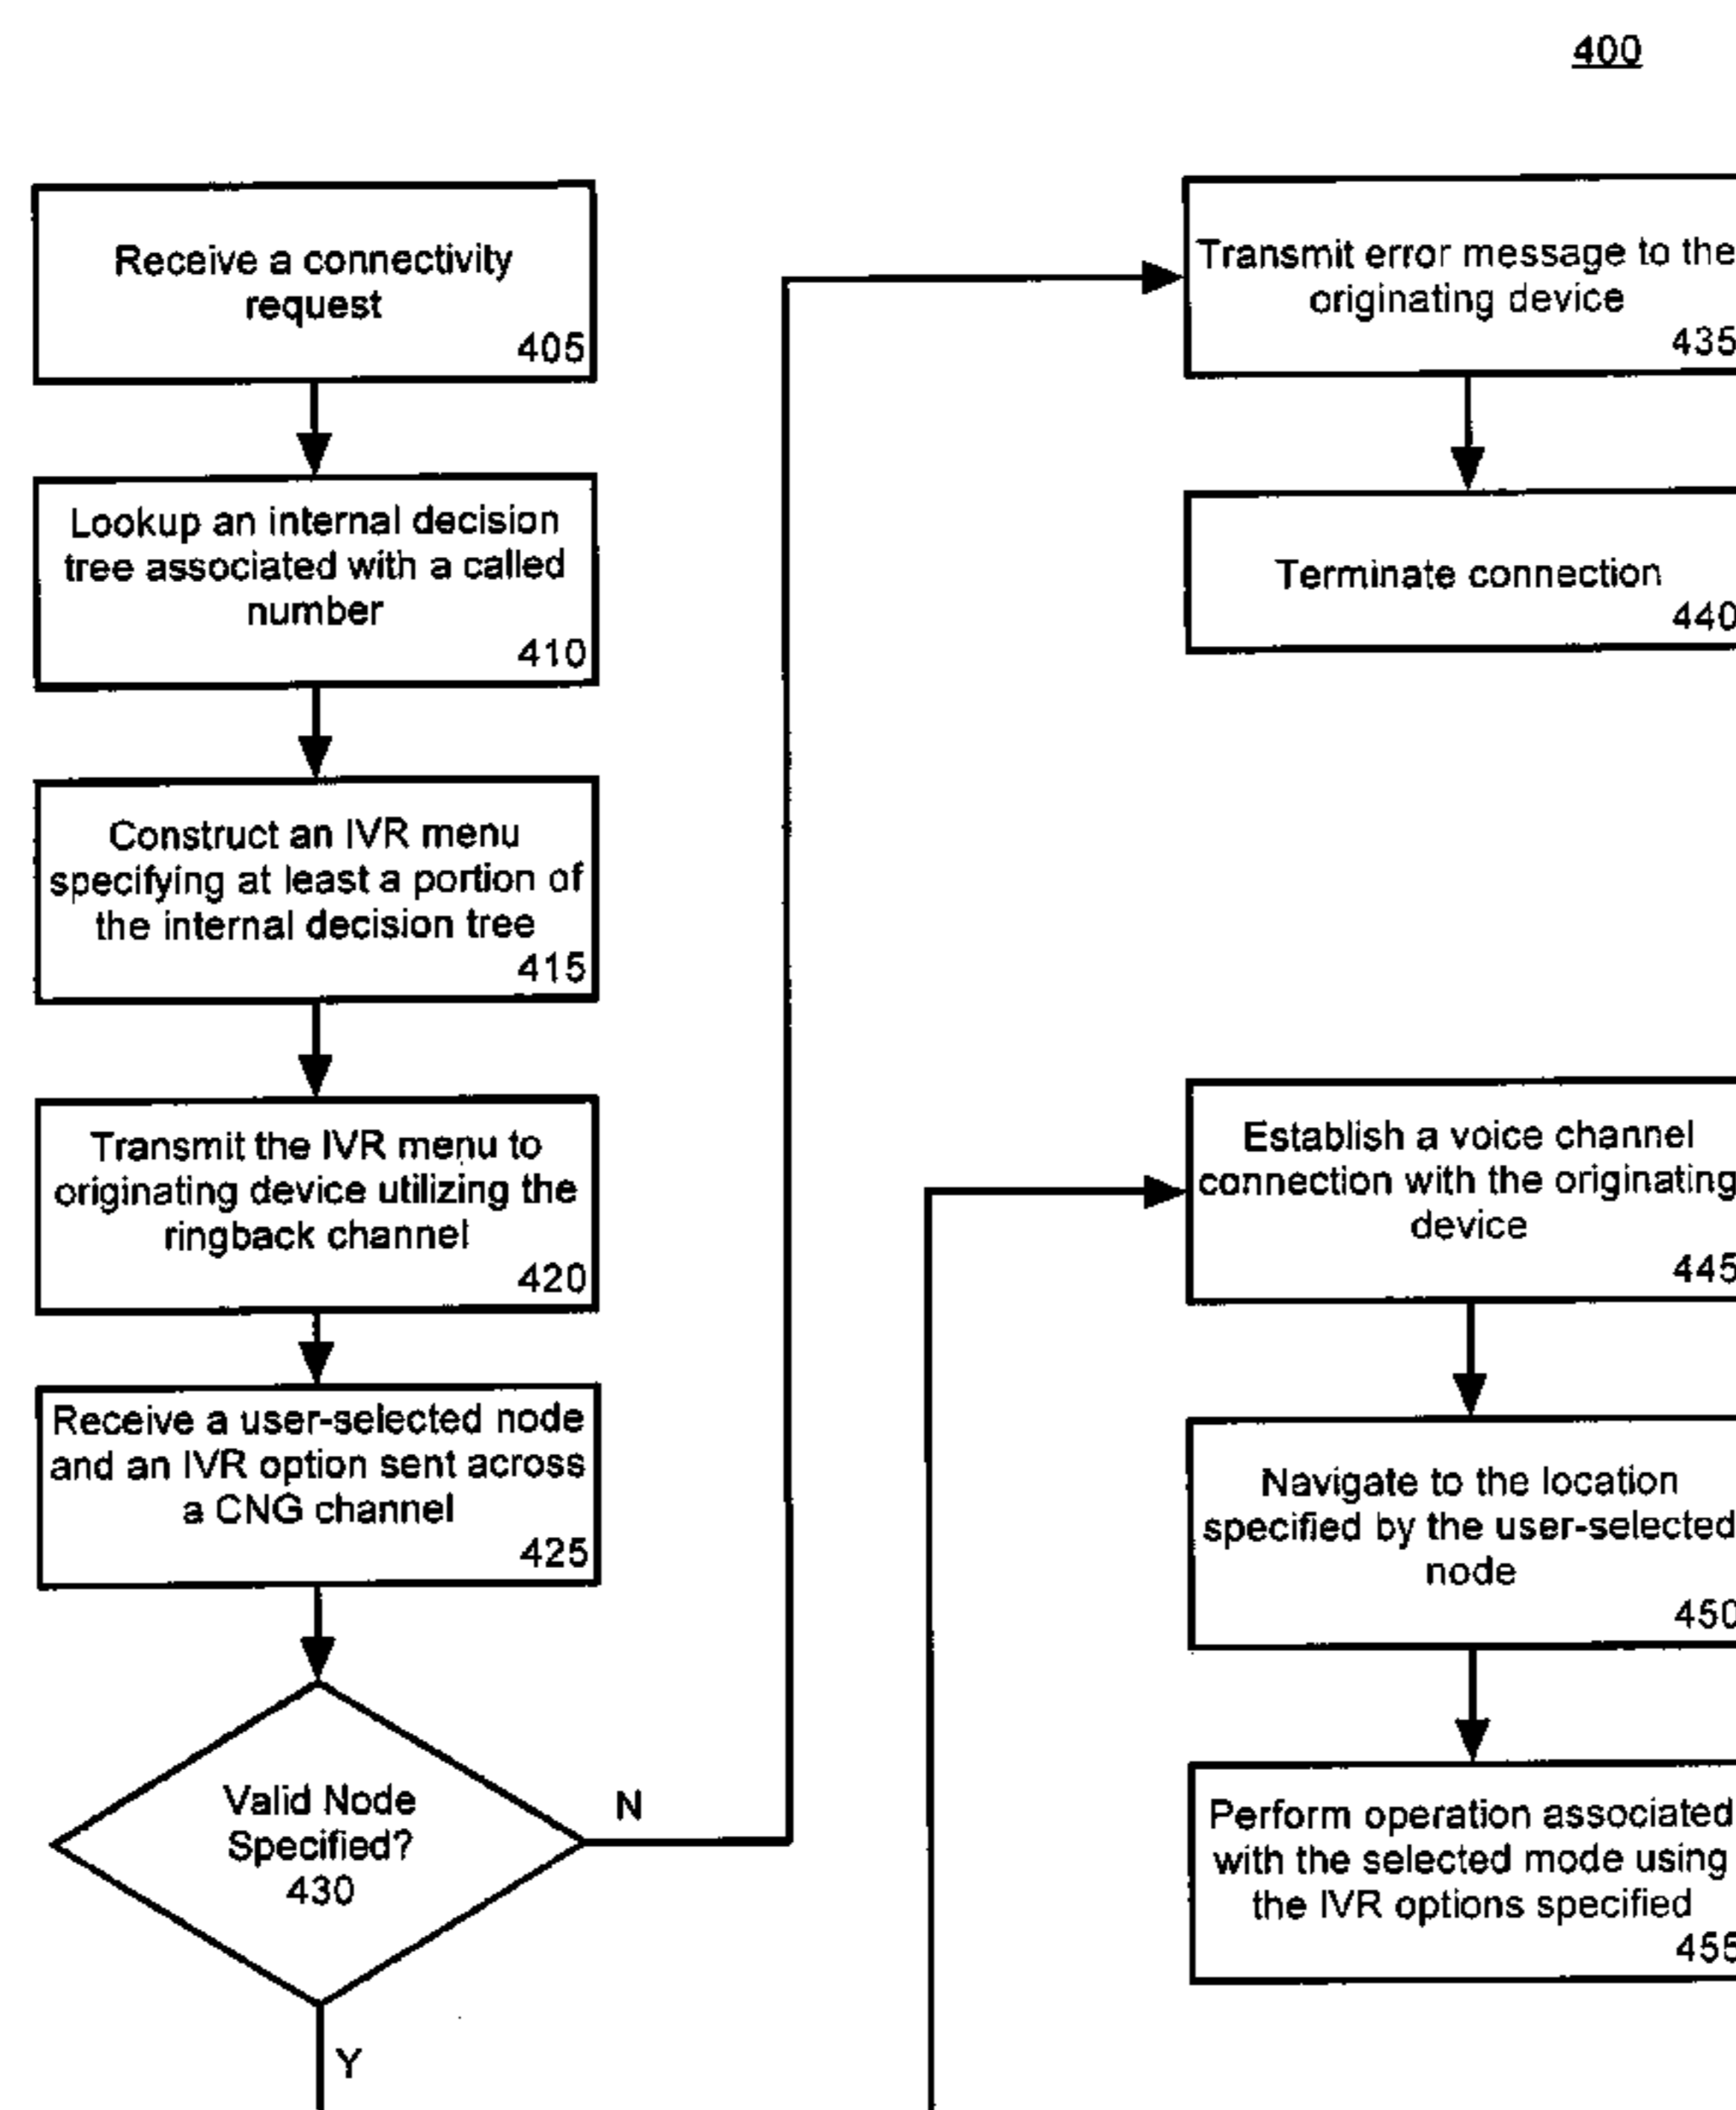 400
Receive a connectivity
request
405
Lookup an internal decision
tree associated with a called
number
410
Construct an IVR menu
specifying at least a portion of
the internal decision tree
415
Transmit the IVR menu to
originating device utilizing the
ringback channel
420
Receive a user-selected node
and an IVR option sent across
a CNG channel
425
Valid Node
Specified?
430
N
Y
Transmit error message to the
originating device
435
Terminate connection
440
Establish a voice channel
connection with the originating
device
445
Navigate to the location
specified by the user-selected
node
450
Perform operation associated
with the selected mode using
the IVR options specified
455